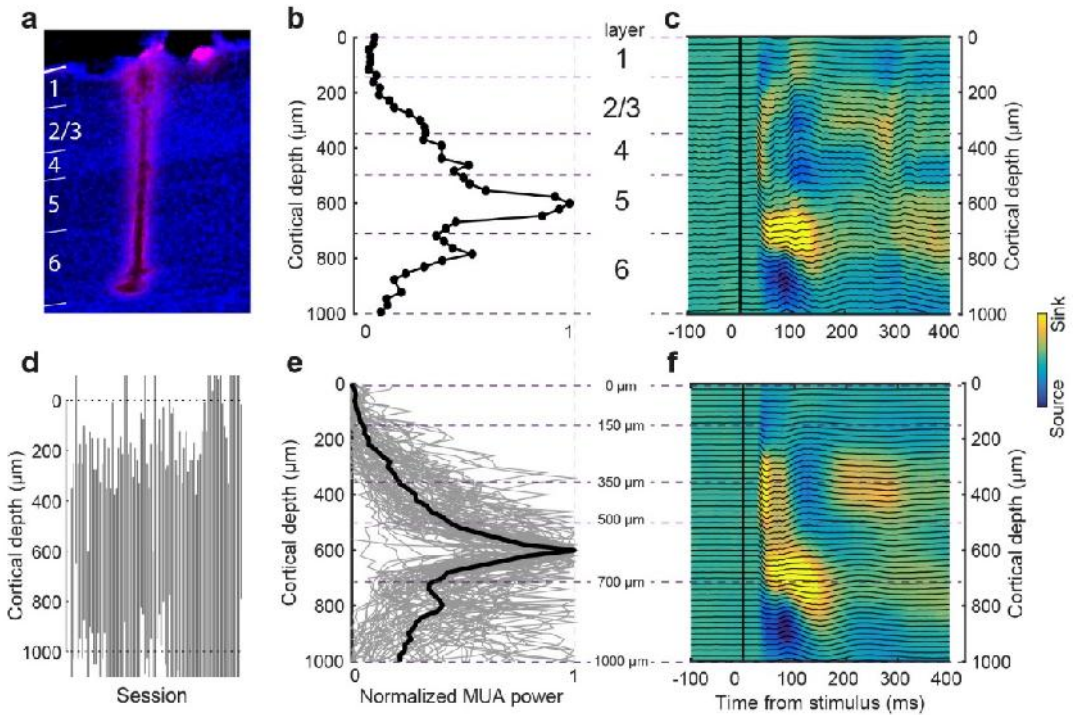 a
1
2/3
4
5
6
b
0
200
400
600
800
1000
Cortical depth (µm)
0
1
layer
1
2/3
4
5
6
c
0
200
400
600
800
1000
Cortical depth (µm)
-100
0
100
200
300
400
Sink
Source
d
0
200
400
600
800
1000
Cortical depth (µm)
Session
e
0
200
400
600
800
1000
Cortical depth (µm)
0
1
Normalized MUA power
0 µm
150 µm
350 µm
500 µm
700 µm
1000 µm
f
0
200
400
600
800
1000
Cortical depth (µm)
-100
0
100
200
300
400
Time from stimulus (ms)